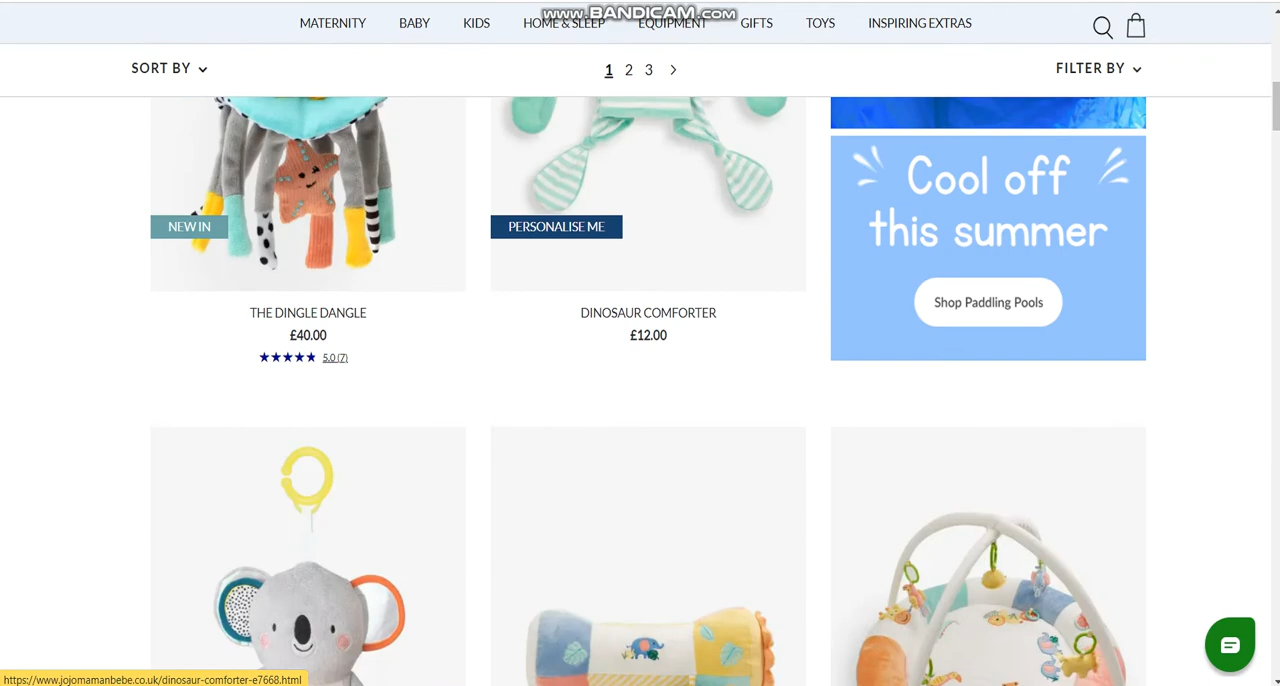 www.BANDICAM.com
MATERNITY BABY KIDS HOME & SLEEP EQUIPMENT GIFTS TOYS INSPIRING EXTRAS
SORT BY 1 2 3 > FILTER BY
Cool off
this summer
Shop Paddling Pools
NEW IN
PERSONALISE ME
THE DINGLE DANGLE
£40.00
5.0 (7)
DINOSAUR COMFORTER
£12.00
https://www.jojomamanbebe.co.uk/dinosaur-comforter-e7668.html